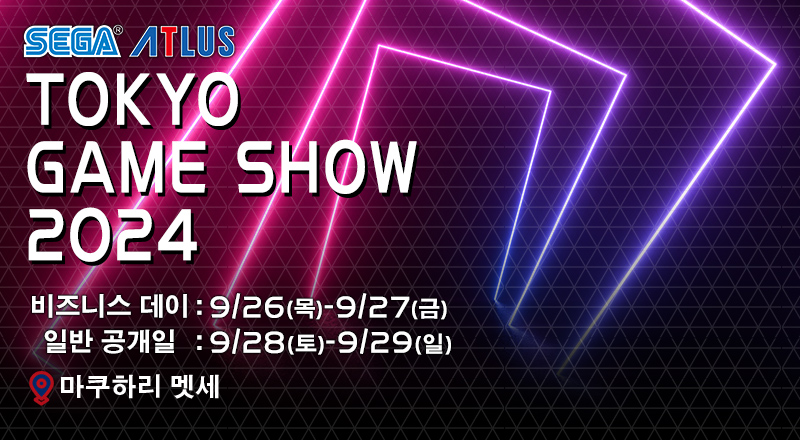 SEGA® ATLUS
TOKYO
GAME SHOW
2024
비즈니스 데이 : 9/26(목)-9/27(금)
일반 공개일 : 9/28(토)-9/29(일)
마쿠하리 멧세